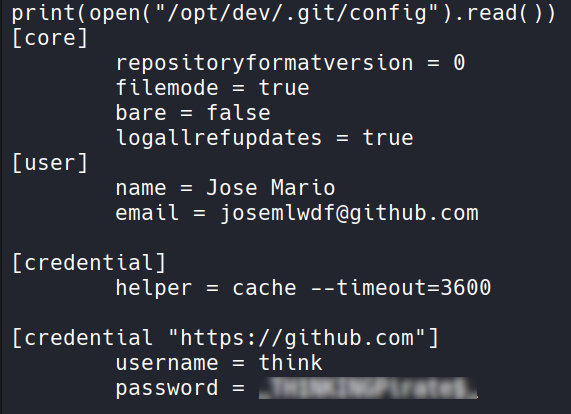 print(open("/opt/dev/.git/config").read())
[core]
        repositoryformatversion = 0
        filemode = true
        bare = false
        logallrefupdates = true
[user]
        name = Jose Mario
        email = josemlwdf@github.com

[credential]
        helper = cache --timeout=3600

[credential "https://github.com"]
        username = think
        password =